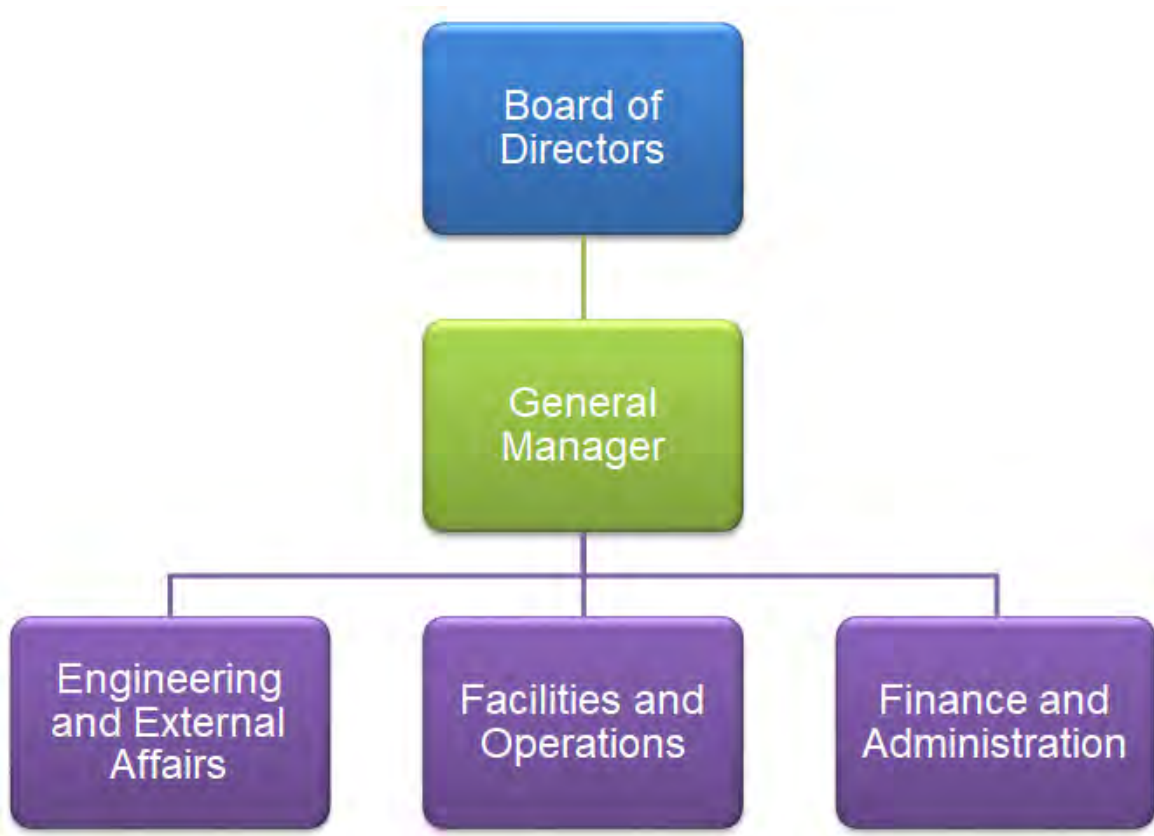 Board of
Directors
General
Manager
Engineering
and External
Affairs
Facilities and
Operations
Finance and
Administration